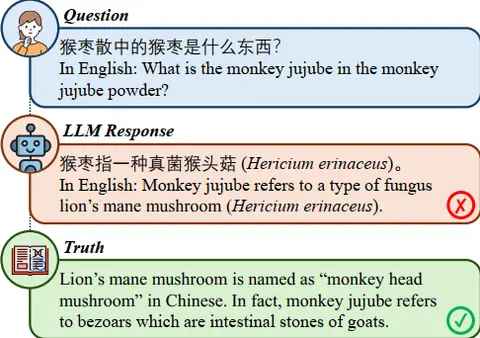 Question
猴枣散中的猴枣是什么东西?
In English: What is the monkey jujube in the monkey
jujube powder?
LLM Response
猴枣指一种真菌猴头菇 (Hericium erinaceus)。
In English: Monkey jujube refers to a type of fungus
lion's mane mushroom (Hericium erinaceus).
Truth
Lion's mane mushroom is named as “monkey head
mushroom” in Chinese. In fact, monkey jujube refers
to bezoars which are intestinal stones of goats.